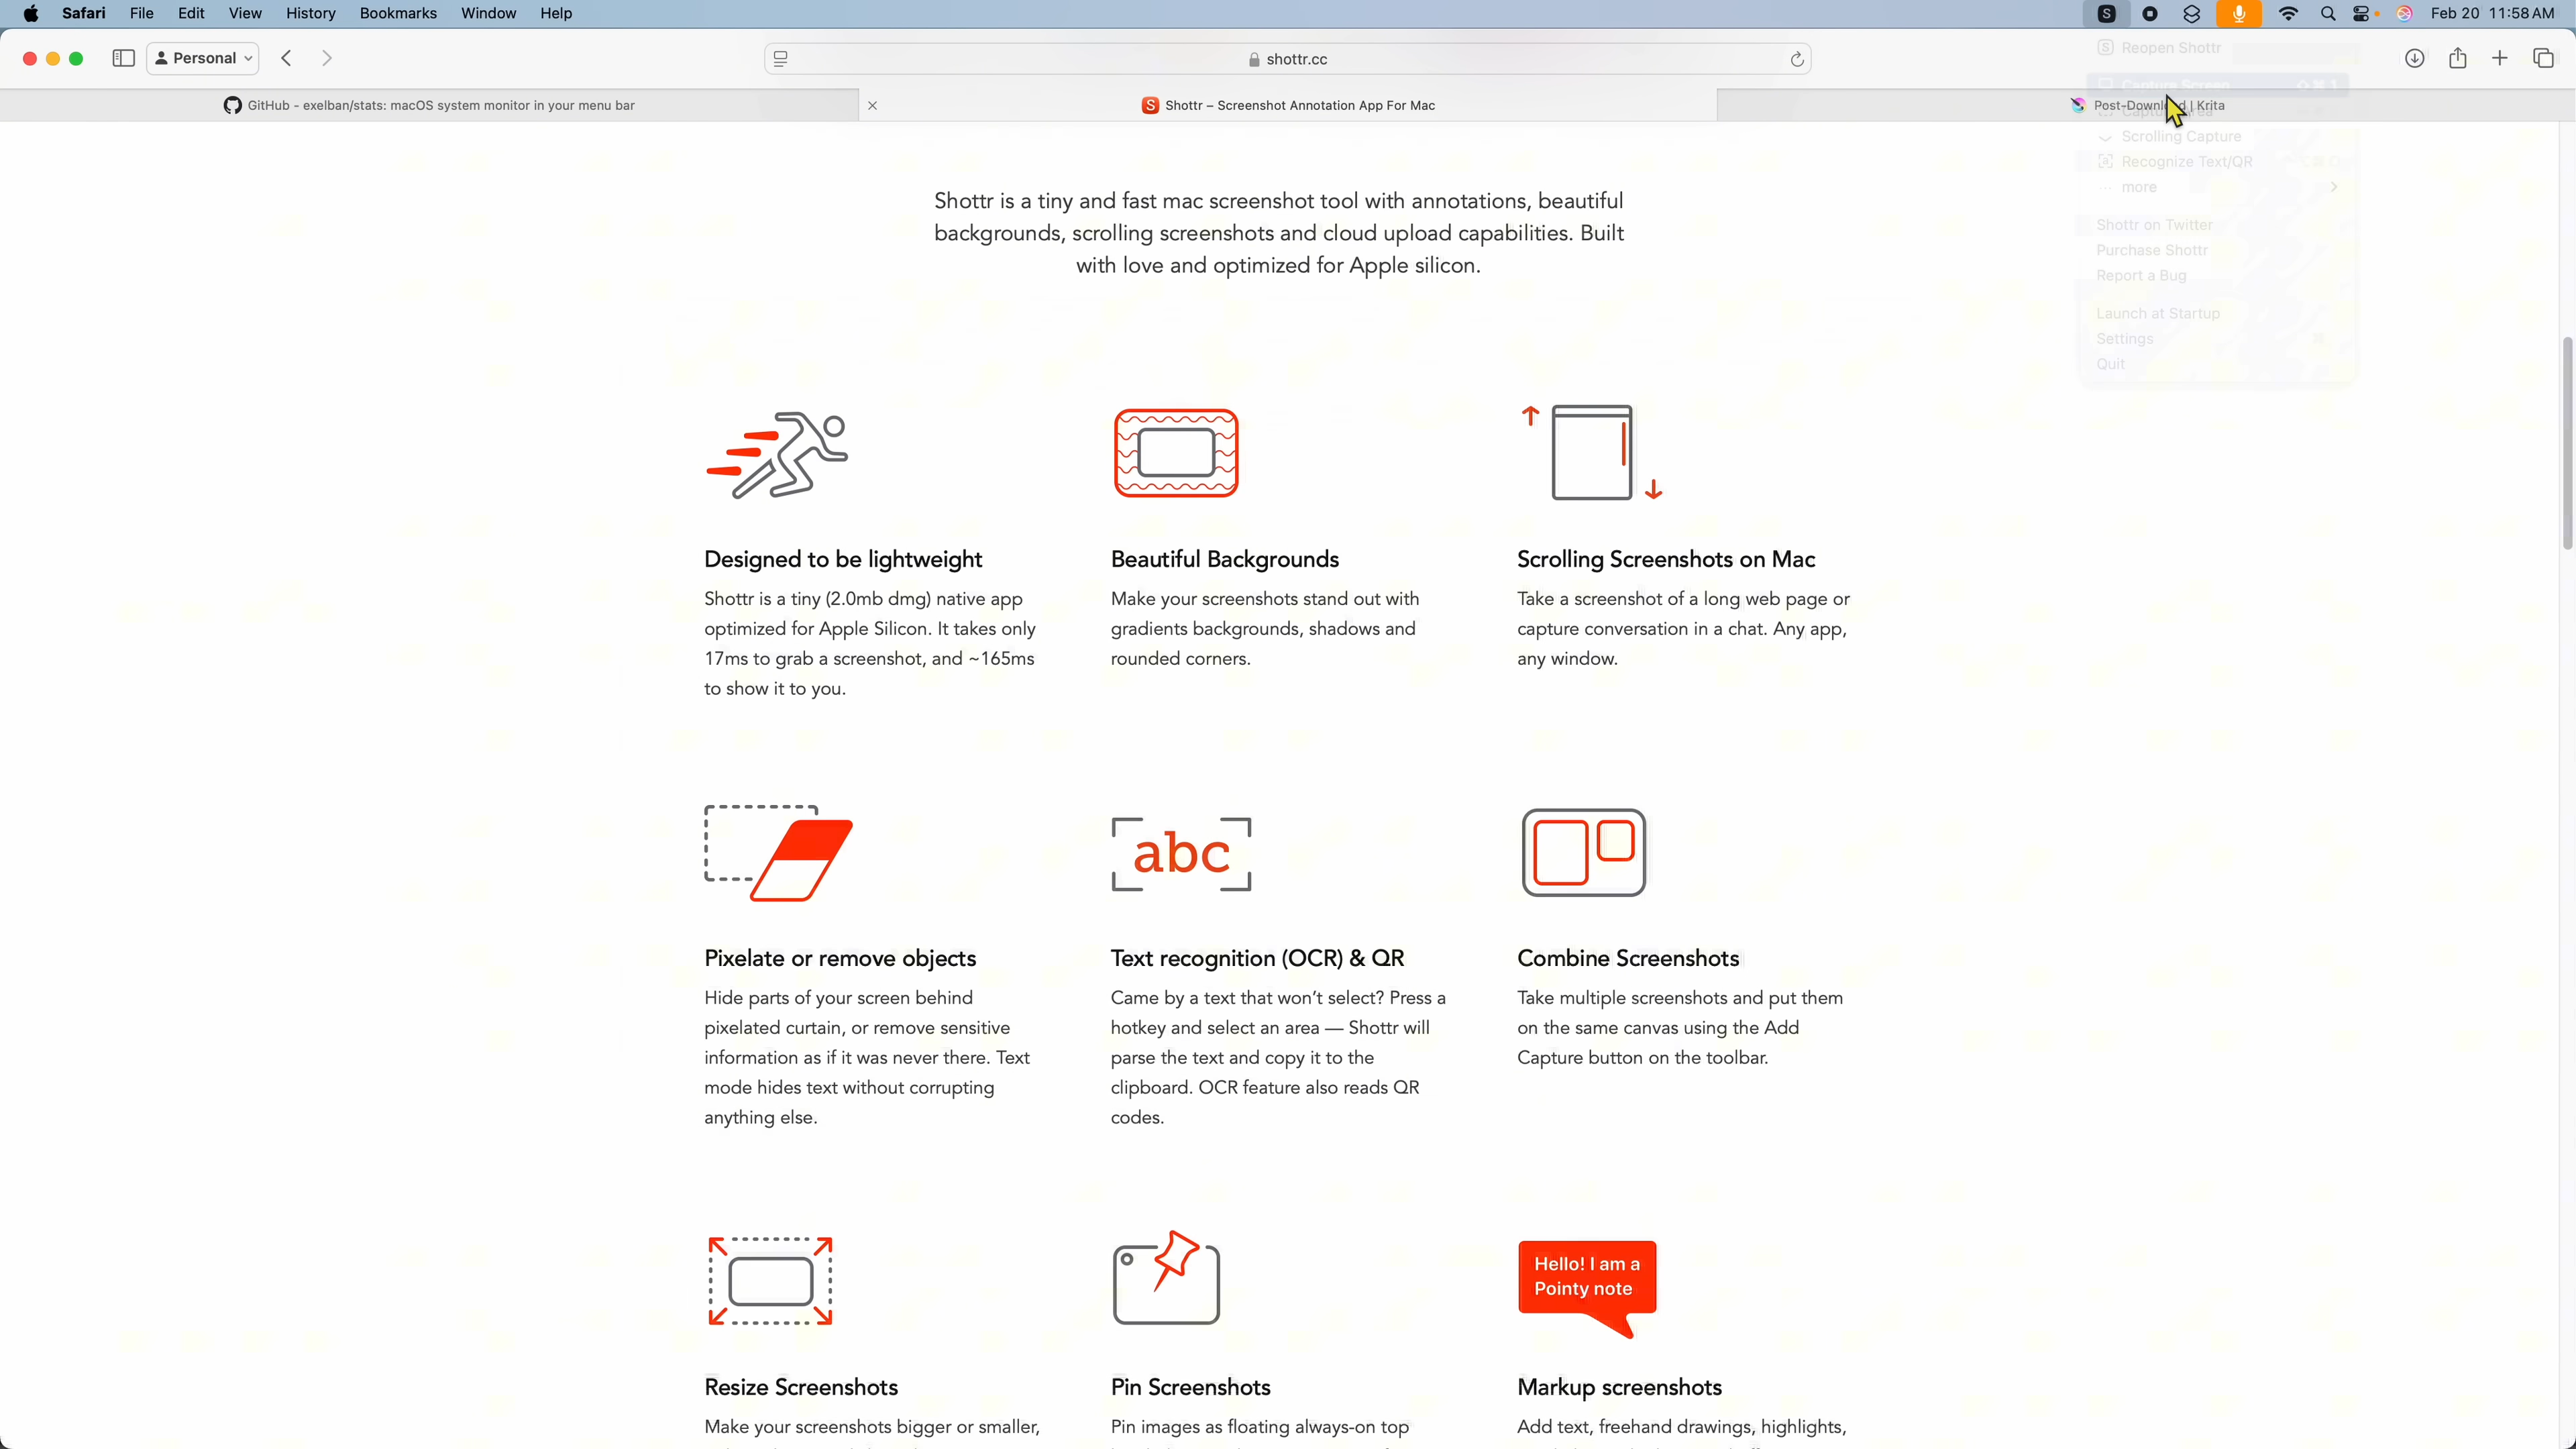 Safari File Edit View History Bookmarks Window Help
S Feb 20 11:58 AM
Personal
shottr.cc
GitHub - exelban/stats: macOS system monitor in your menu bar
S Shottr – Screenshot Annotation App For Mac
Post-Download | Krita
S Reopen Shottr
Capture Screen
Capture Area
Scrolling Capture
Recognize Text/QR
more
Shottr on Twitter
Purchase Shottr
Report a Bug
Launch at Startup
Settings
Quit
Shottr is a tiny and fast mac screenshot tool with annotations, beautiful
backgrounds, scrolling screenshots and cloud upload capabilities. Built
with love and optimized for Apple silicon.
Designed to be lightweight
Shottr is a tiny (2.0mb dmg) native app
optimized for Apple Silicon. It takes only
17ms to grab a screenshot, and ~165ms
to show it to you.
Beautiful Backgrounds
Make your screenshots stand out with
gradients backgrounds, shadows and
rounded corners.
Scrolling Screenshots on Mac
Take a screenshot of a long web page or
capture conversation in a chat. Any app,
any window.
Pixelate or remove objects
Hide parts of your screen behind
pixelated curtain, or remove sensitive
information as if it was never there. Text
mode hides text without corrupting
anything else.
abc
Text recognition (OCR) & QR
Came by a text that won't select? Press a
hotkey and select an area — Shottr will
parse the text and copy it to the
clipboard. OCR feature also reads QR
codes.
Combine Screenshots
Take multiple screenshots and put them
on the same canvas using the Add
Capture button on the toolbar.
Resize Screenshots
Make your screenshots bigger or smaller,
Pin Screenshots
Pin images as floating always-on top
Hello! I am a
Pointy note
Markup screenshots
Add text, freehand drawings, highlights,